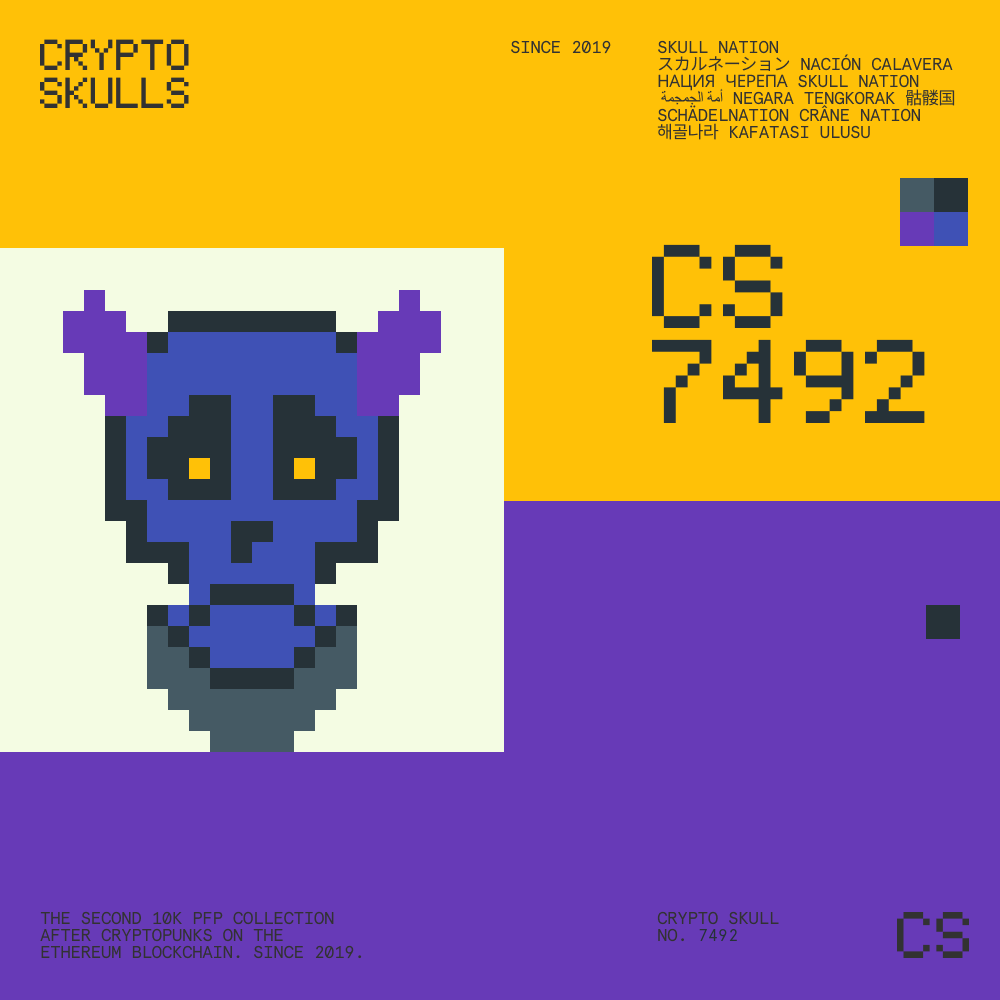 CRYPTO
SKULLS
SINCE 2019
SKULL NATION
スカルネーション NACIÓN CALAVERA
НАЦИЯ ЧЕРЕПА SKULL NATION
أمة الجمجمة NEGARA TENGKORAK 骷髅国
SCHÄDELNATION CRÂNE NATION
해골나라 KAFATASI ULUSU
CS
7492
THE SECOND 10K PFP COLLECTION
AFTER CRYPTOPUNKS ON THE
ETHEREUM BLOCKCHAIN. SINCE 2019.
CRYPTO SKULL
NO. 7492
CS